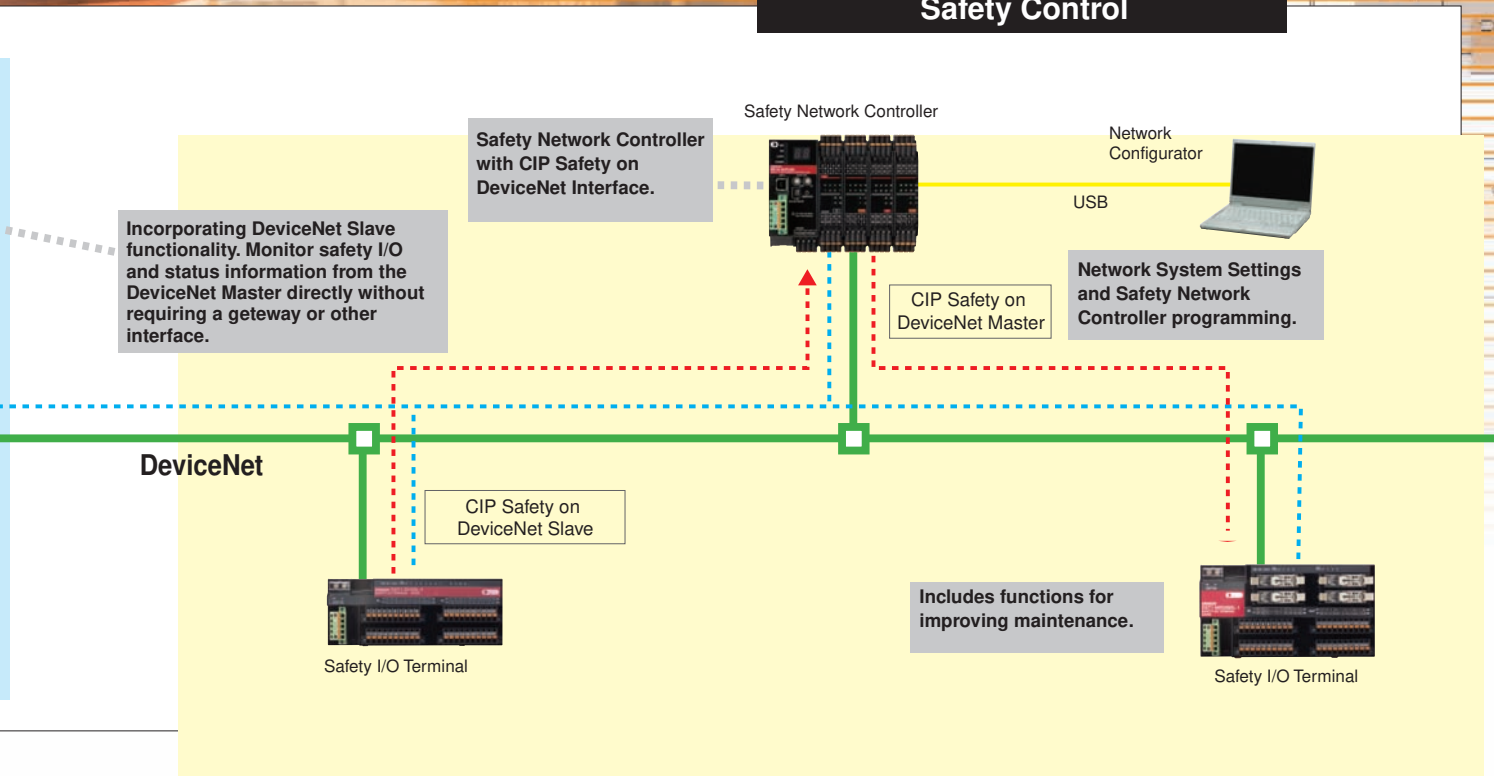 Safety Control
Safety Network Controller
Safety Network Controller
with CIP Safety on
DeviceNet Interface.
Network
Configurator
USB
Incorporating DeviceNet Slave
functionality. Monitor safety I/O
and status information from the
DeviceNet Master directly without
requiring a geteway or other
interface.
Network System Settings
and Safety Network
Controller programming.
CIP Safety on
DeviceNet Master
DeviceNet
CIP Safety on
DeviceNet Slave
Includes functions for
improving maintenance.
Safety I/O Terminal
Safety I/O Terminal